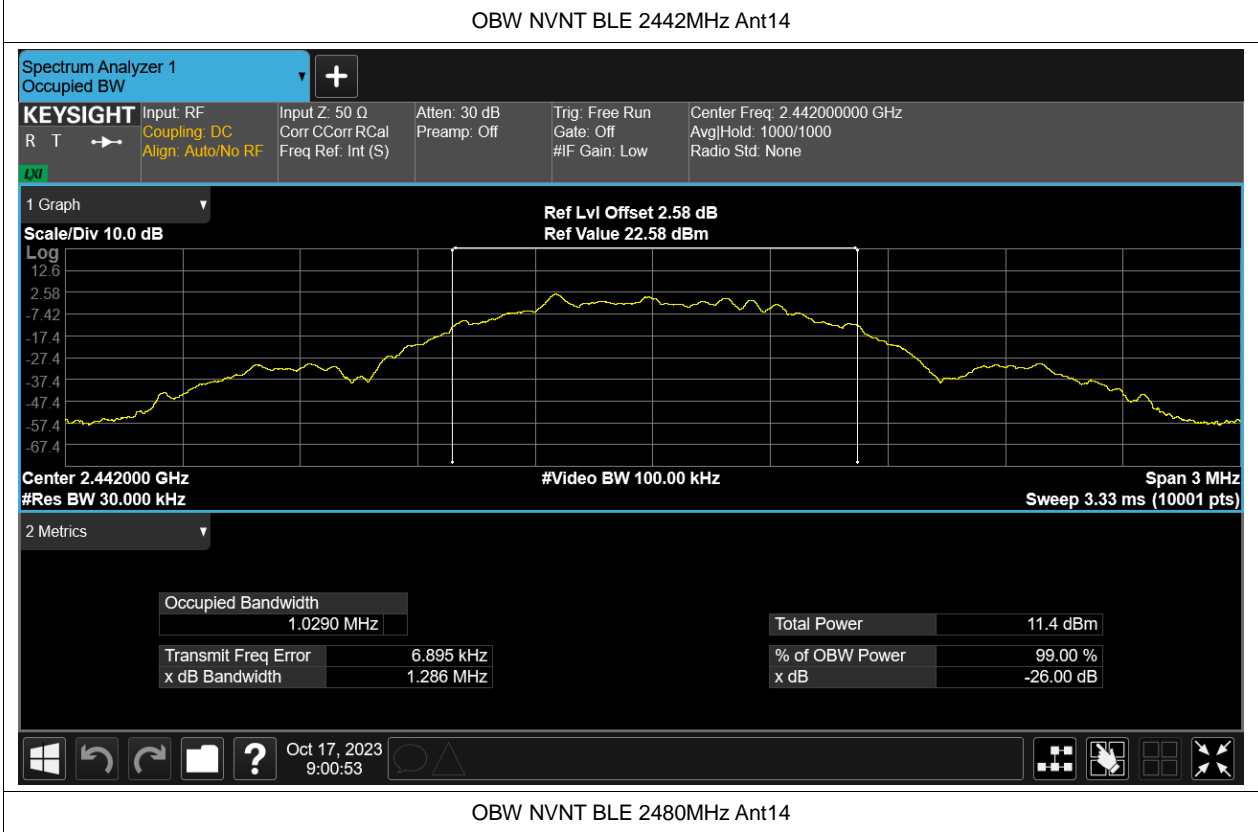 OBW NVNT BLE 2442MHz Ant14
Spectrum Analyzer 1
Occupied BW
KEYSIGHT
R T
LXI
Input: RF
Coupling: DC
Align: Auto/No RF
Input Z: 50 Ω
Corr CCorr RCal
Freq Ref: Int (S)
Atten: 30 dB
Preamp: Off
Trig: Free Run
Gate: Off
#IF Gain: Low
Center Freq: 2.442000000 GHz
Avg|Hold: 1000/1000
Radio Std: None
1 Graph
Scale/Div 10.0 dB
Ref Lvl Offset 2.58 dB
Ref Value 22.58 dBm
Log
12.6
2.58
-7.42
-17.4
-27.4
-37.4
-47.4
-57.4
-67.4
Center 2.442000 GHz
#Video BW 100.00 kHz
Span 3 MHz
#Res BW 30.000 kHz
Sweep 3.33 ms (10001 pts)
2 Metrics
Occupied Bandwidth
1.0290 MHz
Total Power 11.4 dBm
Transmit Freq Error 6.895 kHz
% of OBW Power 99.00 %
x dB Bandwidth 1.286 MHz
x dB -26.00 dB
?
Oct 17, 2023
9:00:53
OBW NVNT BLE 2480MHz Ant14